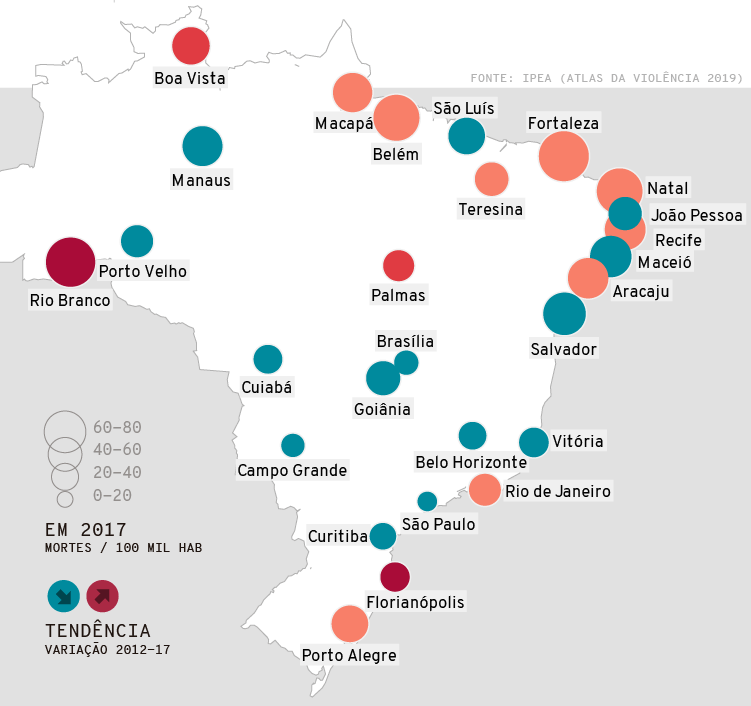 Boa Vista
FONTE: IPEA (ATLAS DA VIOLÊNCIA 2019)
Macapá
São Luís
Fortaleza
Belém
Manaus
Teresina
Natal
João Pessoa
Recife
Maceió
Porto Velho
Rio Branco
Palmas
Aracaju
Salvador
Brasília
Cuiabá
Goiânia
60–80
40–60
20–40
0–20
Campo Grande
Belo Horizonte
Vitória
Rio de Janeiro
São Paulo
Curitiba
EM 2017
MORTES / 100 MIL HAB
Florianópolis
TENDÊNCIA
VARIAÇÃO 2012–17
Porto Alegre